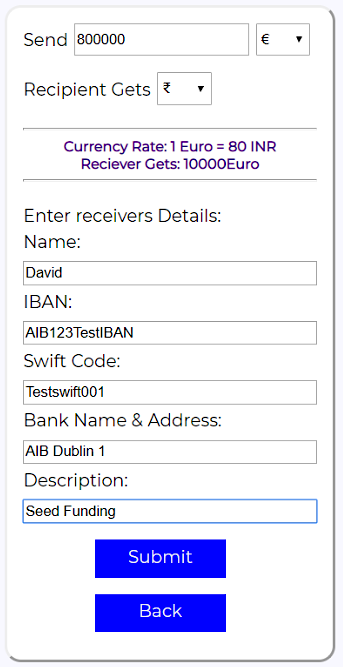 Send 800000 € ▼
Recipient Gets ₹ ▼
Currency Rate: 1 Euro = 80 INR
Reciever Gets: 10000Euro
Enter receivers Details:
Name:
David
IBAN:
AIB123TestIBAN
Swift Code:
Testswift001
Bank Name & Address:
AIB Dublin 1
Description:
Seed Funding
Submit
Back